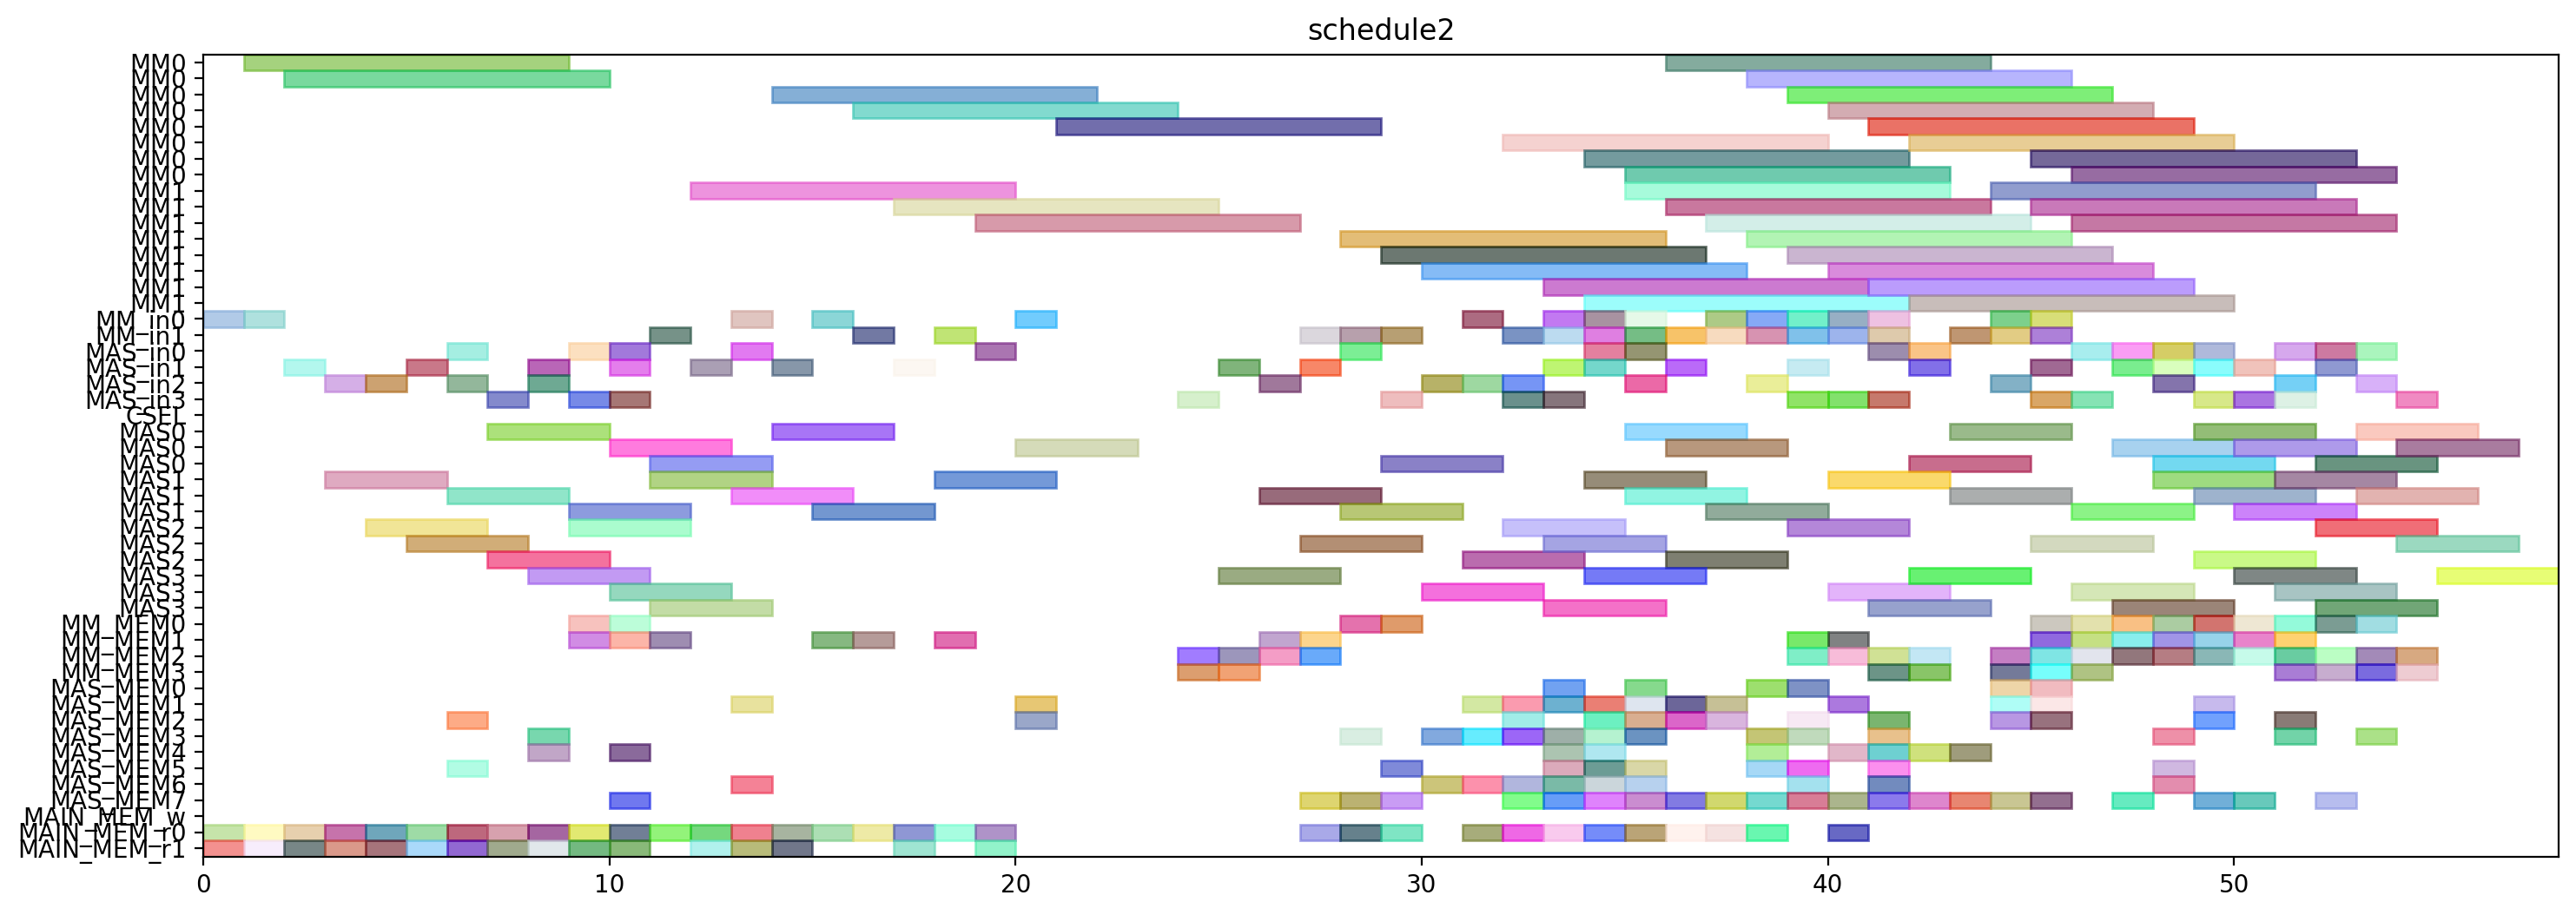 schedule2
MM0
MM0
MM0
MM0
MM0
MM0
MM0
MM0
MM1
MM1
MM1
MM1
MM1
MM1
MM1
MM1
MM_in0
MM_in1
MAS_in0
MAS_in1
MAS_in2
MAS_in3
CSEL
MAS0
MAS0
MAS0
MAS1
MAS1
MAS1
MAS2
MAS2
MAS2
MAS3
MAS3
MAS3
MM_MEM0
MM_MEM1
MM_MEM2
MM_MEM3
MAS_MEM0
MAS_MEM1
MAS_MEM2
MAS_MEM3
MAS_MEM4
MAS_MEM5
MAS_MEM6
MAS_MEM7
MAIN_MEM_w
MAIN_MEM_r0
MAIN_MEM_r1
0 10 20 30 40 50